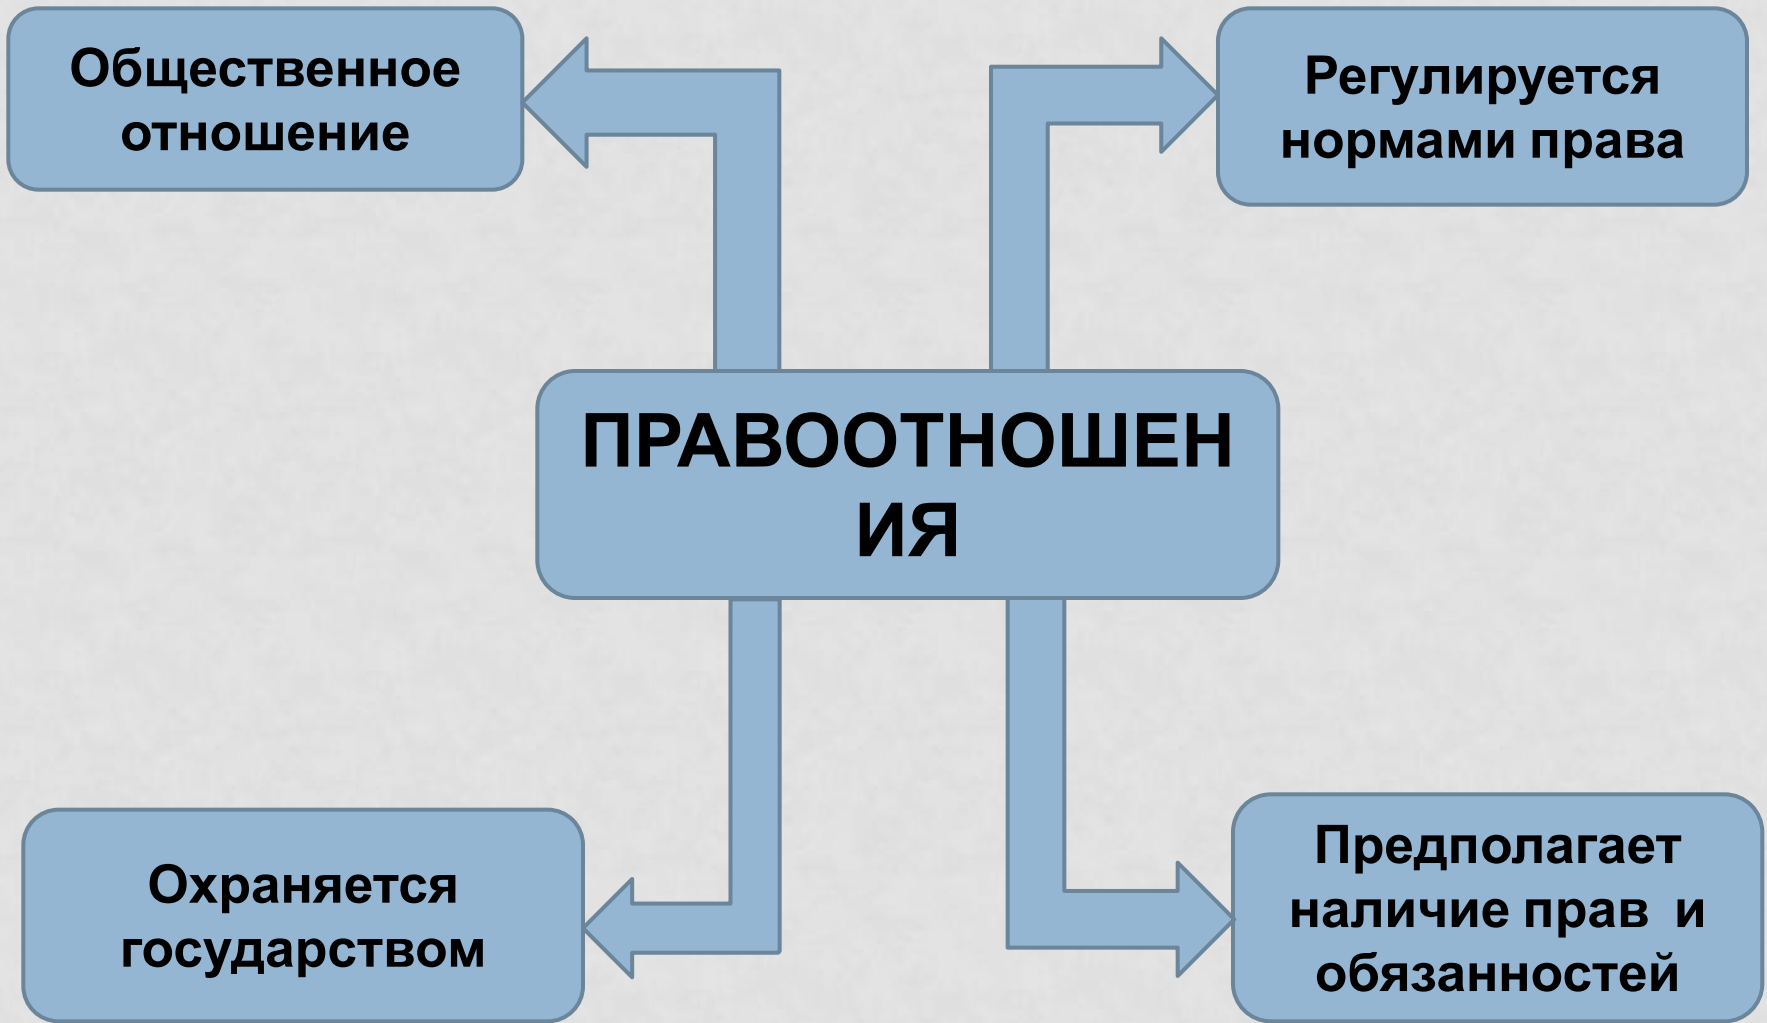 Общественное
отношение
Регулируется
нормами права
ПРАВООТНОШЕН
ИЯ
Охраняется
государством
Предполагает
наличие прав  и
обязанностей